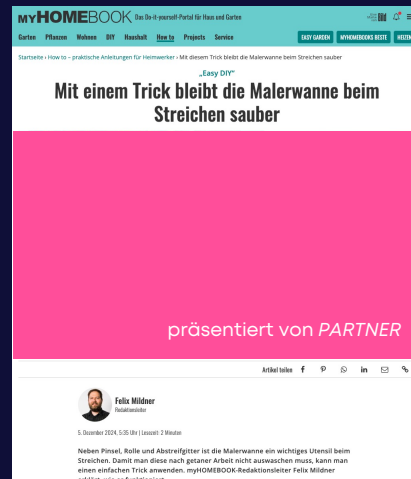 MYHOMEBOOK Das Do-it-yourself-Portal für Haus und Garten
Garten Pflanzen Wohnen DIY Haushalt How to Projects Service EASY GARDEN MYHOMEBOOKS BESTE HEIZEN
Startseite › How to – praktische Anleitungen für Heimwerker › Mit diesem Trick bleibt die Malerwanne beim Streichen sauber
„Easy DIY“
Mit einem Trick bleibt die Malerwanne beim
Streichen sauber
präsentiert von PARTNER
Artikel teilen
Felix Mildner
Redaktionsleiter
5. Dezember 2024, 5:35 Uhr | Lesezeit: 2 Minuten
Neben Pinsel, Rolle und Abstreifgitter ist die Malerwanne ein wichtiges Utensil beim
Streichen. Damit man diese nach getaner Arbeit nicht auswaschen muss, kann man
einen einfachen Trick anwenden. myHOMEBOOK-Redaktionsleiter Felix Mildner